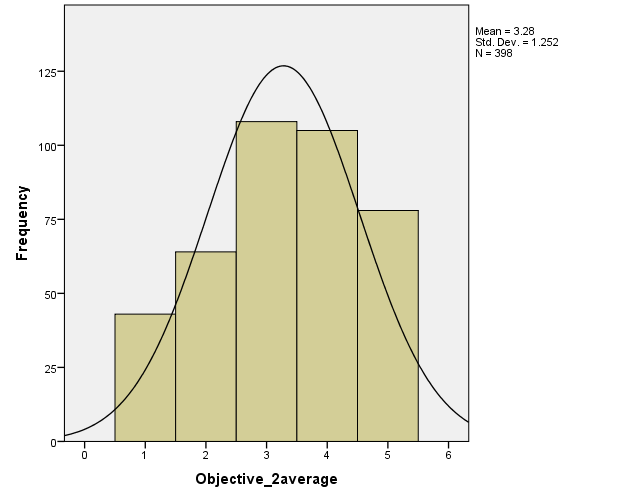 Mean = 3.28
Std. Dev. = 1.252
N = 398
125
100
75
50
25
0
Frequency
0 1 2 3 4 5 6
Objective_2average